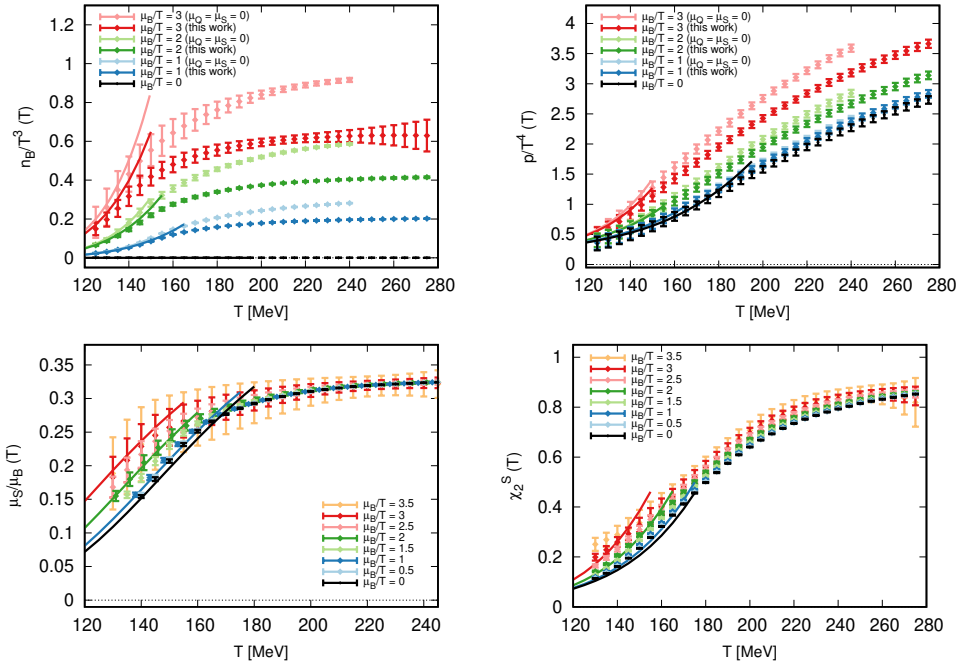 μB/T = 3 (μQ = μS = 0)
μB/T = 3 (this work)
μB/T = 2 (μQ = μS = 0)
μB/T = 2 (this work)
μB/T = 1 (μQ = μS = 0)
μB/T = 1 (this work)
μB/T = 0
nB/T³ (T)
1
0.8
0.6
0.4
0.2
0
120 140 160 180 200 220 240 260 280
T [MeV]
μB/T = 3 (μQ = μS = 0)
μB/T = 3 (this work)
μB/T = 2 (μQ = μS = 0)
μB/T = 2 (this work)
μB/T = 1 (μQ = μS = 0)
μB/T = 1 (this work)
μB/T = 0
p/T⁴ (T)
4
3.5
3
2.5
2
1.5
1
0.5
0
120 140 160 180 200 220 240 260 280
T [MeV]
μS/μB (T)
0.35
0.3
0.25
0.2
0.15
0.1
0.05
0
μB/T = 3.5
μB/T = 3
μB/T = 2.5
μB/T = 2
μB/T = 1.5
μB/T = 1
μB/T = 0.5
μB/T = 0
120 140 160 180 200 220 240
T [MeV]
μB/T = 3.5
μB/T = 3
μB/T = 2.5
μB/T = 2
μB/T = 1.5
μB/T = 1
μB/T = 0.5
μB/T = 0
χ2S (T)
1
0.8
0.6
0.4
0.2
0
120 140 160 180 200 220 240 260 280
T [MeV]